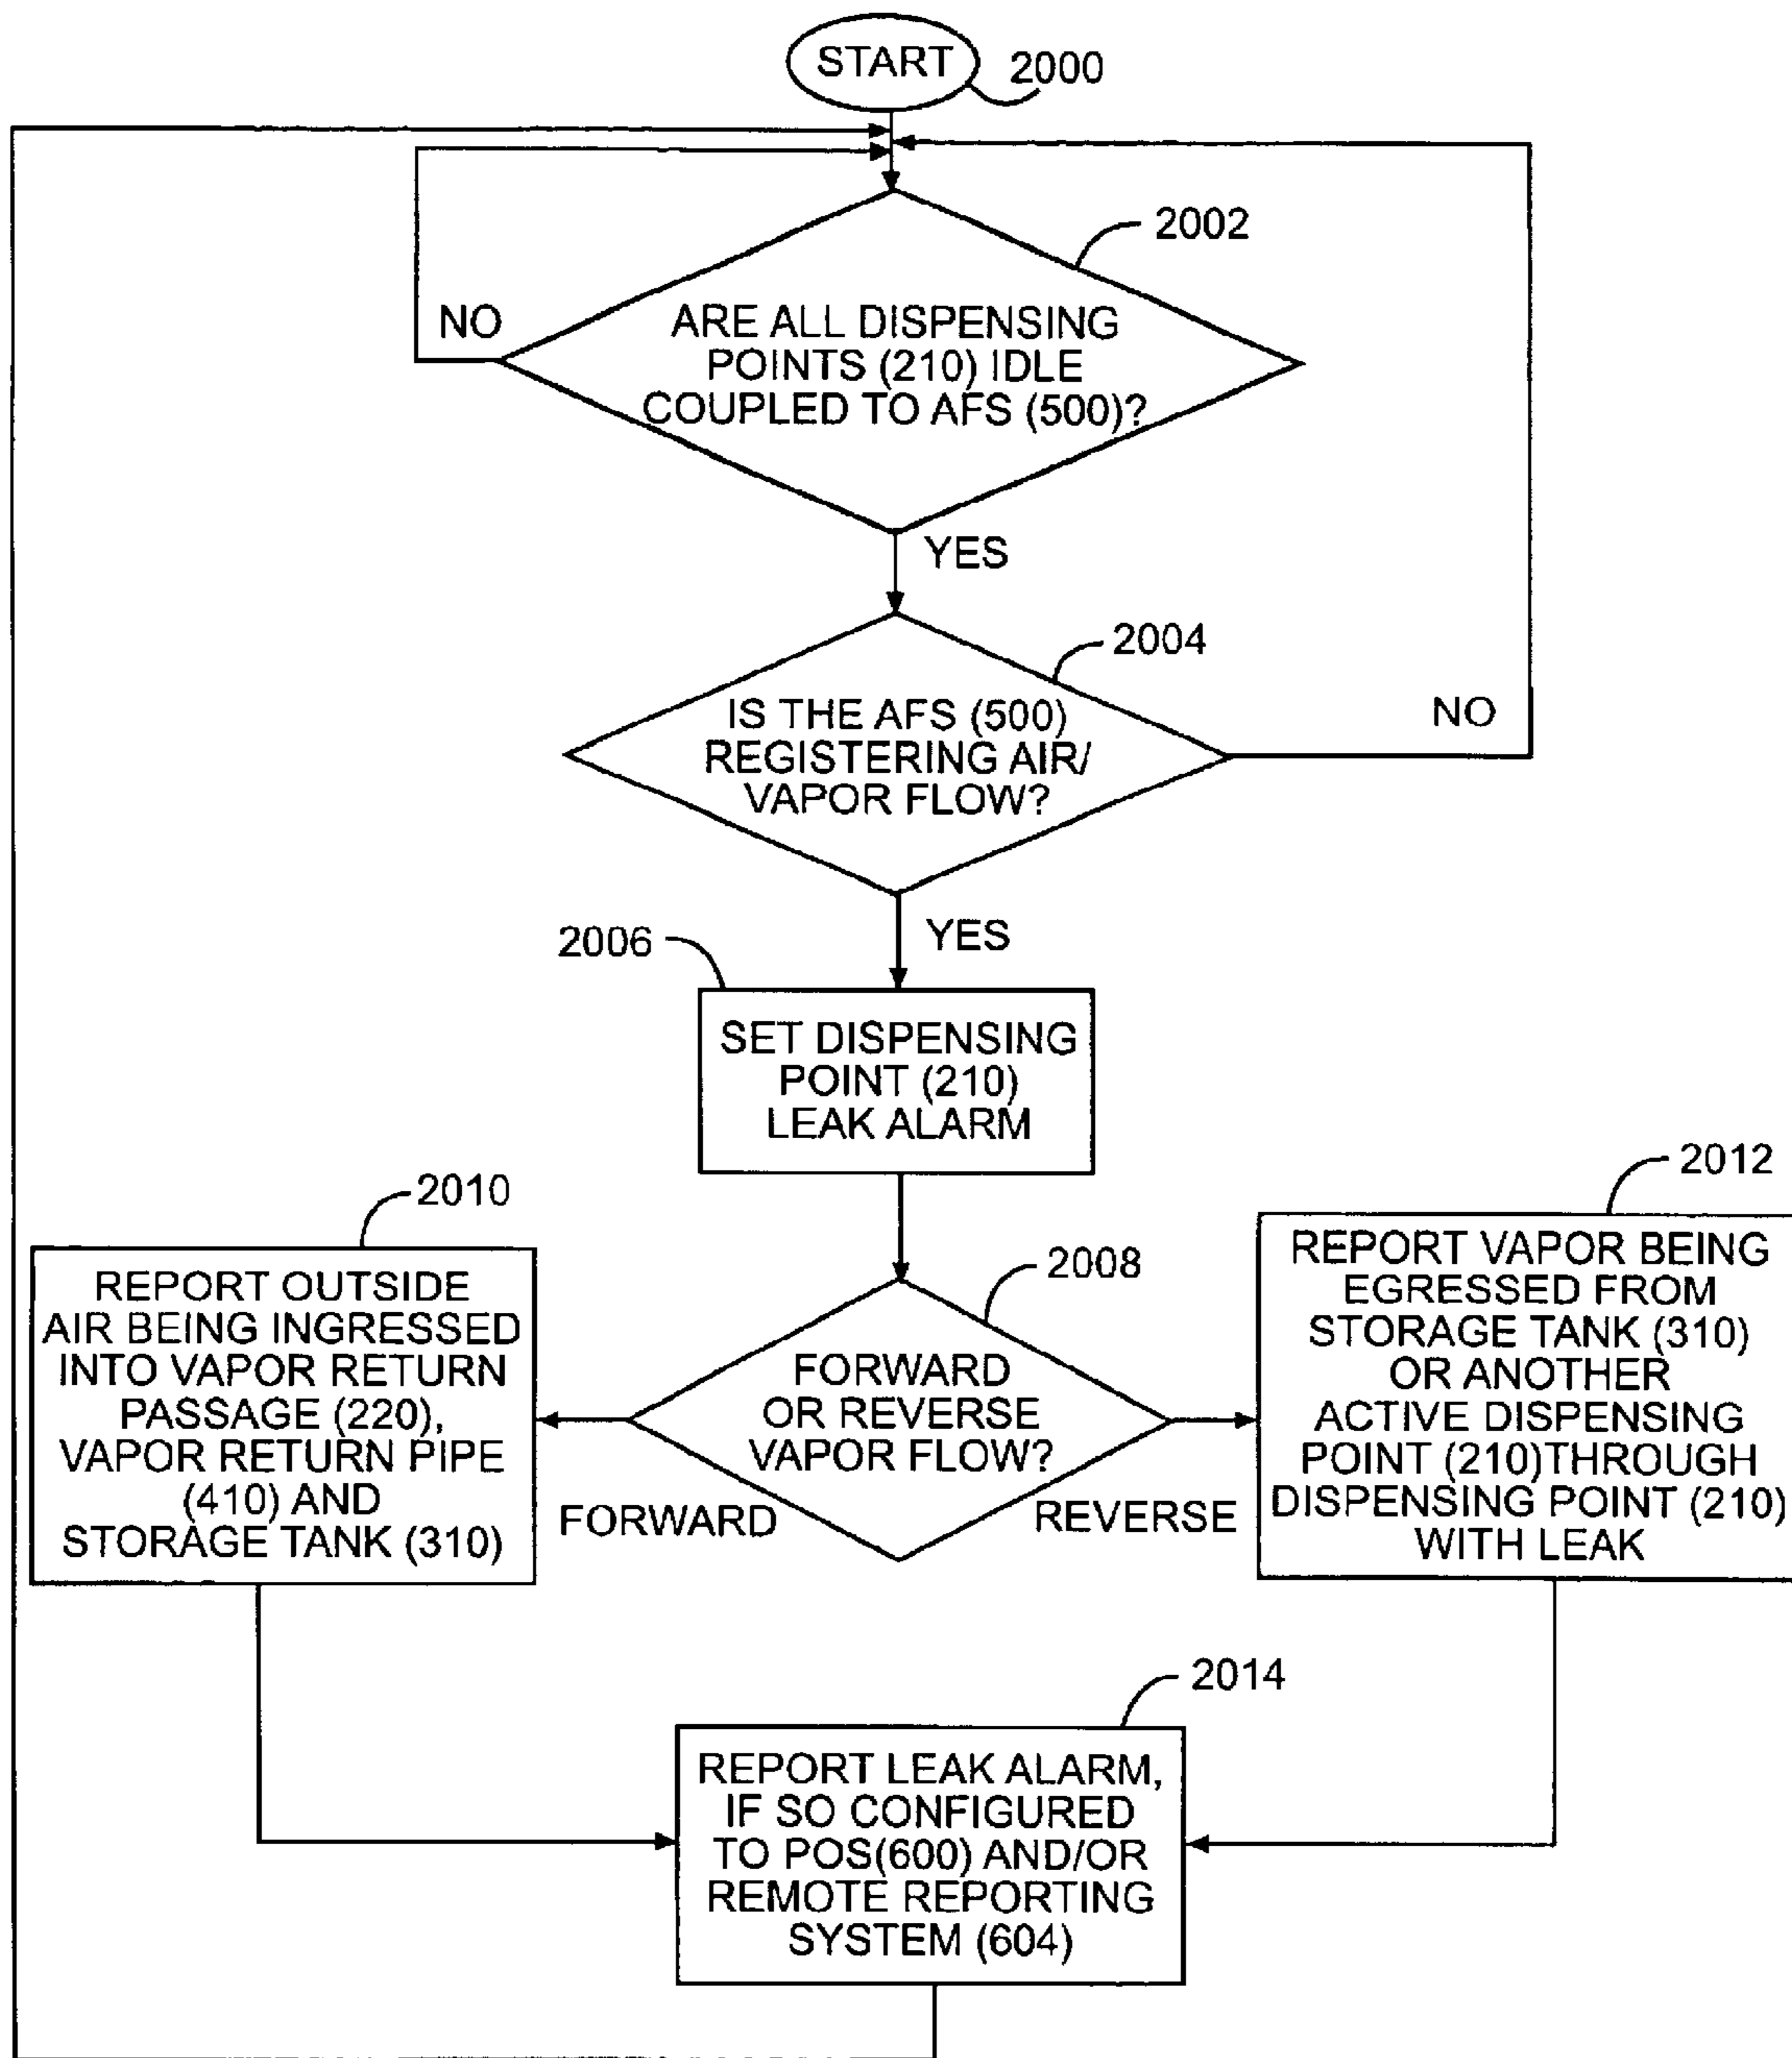 START
2000
2002
NO
ARE ALL DISPENSING
POINTS (210) IDLE
COUPLED TO AFS (500)?
YES
2004
IS THE AFS (500)
REGISTERING AIR/
VAPOR FLOW?
NO
YES
2006
SET DISPENSING
POINT (210)
LEAK ALARM
2010
REPORT OUTSIDE
AIR BEING INGRESSED
INTO VAPOR RETURN
PASSAGE (220),
VAPOR RETURN PIPE
(410) AND
STORAGE TANK (310)
2008
FORWARD
OR REVERSE
VAPOR FLOW?
FORWARD
REVERSE
2012
REPORT VAPOR BEING
EGRESSED FROM
STORAGE TANK (310)
OR ANOTHER
ACTIVE DISPENSING
POINT (210)THROUGH
DISPENSING POINT (210)
WITH LEAK
2014
REPORT LEAK ALARM,
IF SO CONFIGURED
TO POS(600) AND/OR
REMOTE REPORTING
SYSTEM (604)